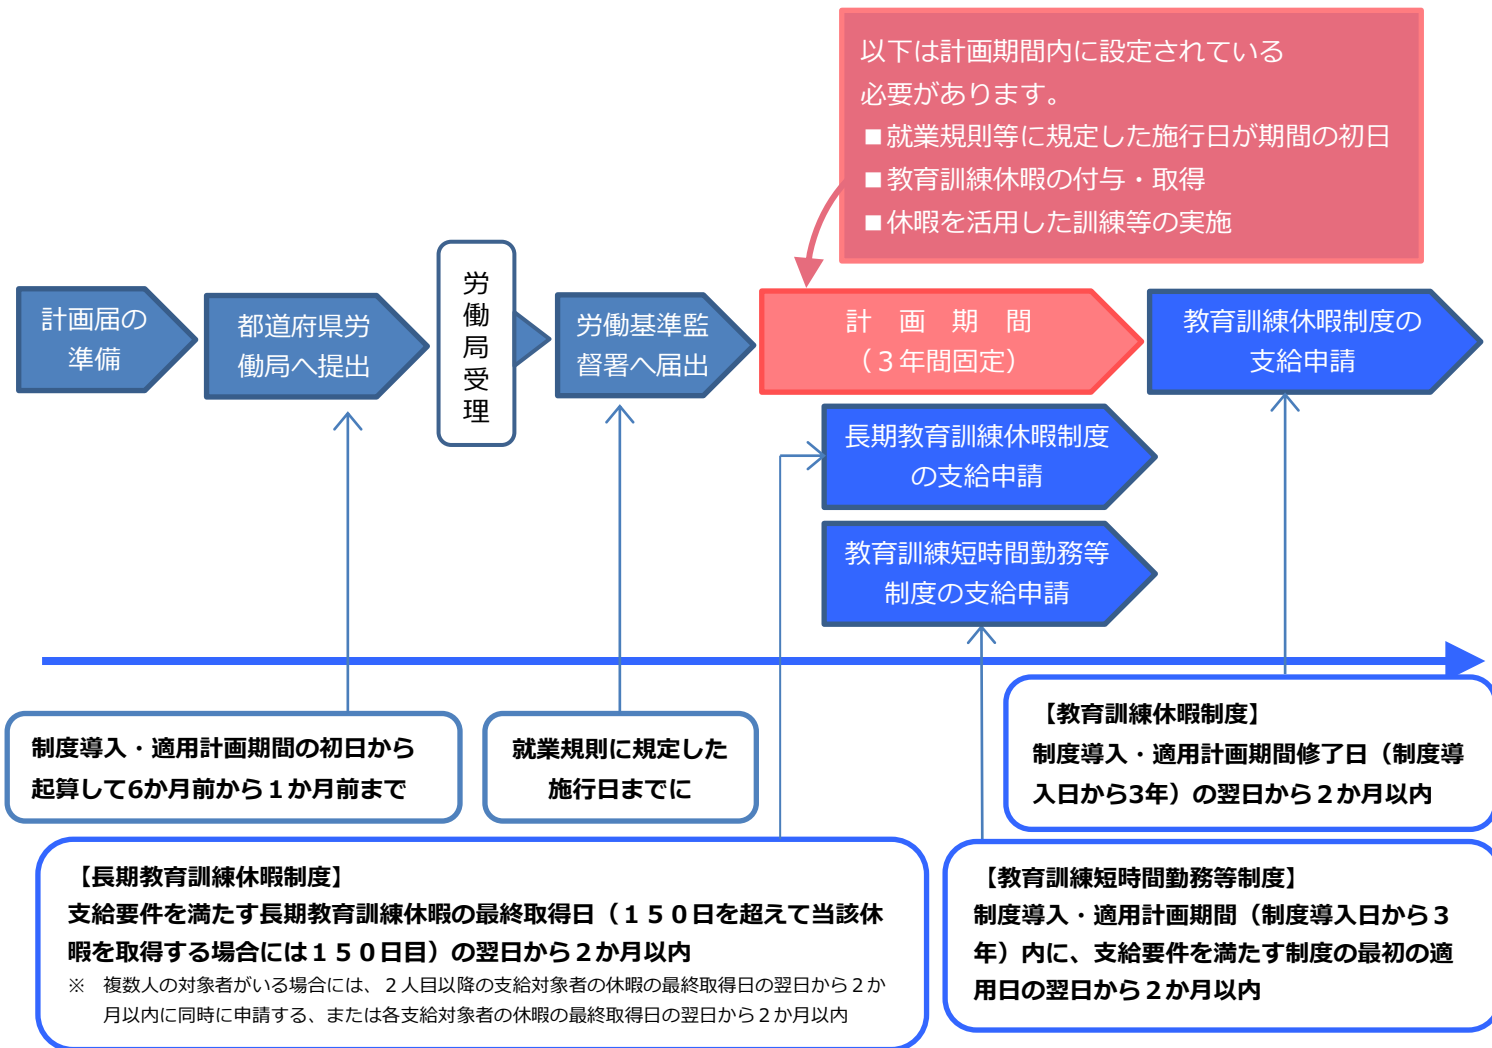 以下は計画期間内に設定されている
必要があります。
■就業規則等に規定した施行日が期間の初日
■教育訓練休暇の付与・取得
■休暇を活用した訓練等の実施
計画届の
準備
都道府県労
働局へ提出
労働局受理
労働基準監
督署へ届出
計画期間
（３年間固定）
教育訓練休暇制度の
支給申請
長期教育訓練休暇制度
の支給申請
教育訓練短時間勤務等
制度の支給申請
制度導入・適用計画期間の初日から
起算して6か月前から１か月前まで
就業規則に規定した
施行日までに
【教育訓練休暇制度】
制度導入・適用計画期間修了日（制度導
入日から3年）の翌日から２か月以内
【長期教育訓練休暇制度】
支給要件を満たす長期教育訓練休暇の最終取得日（１５０日を超えて当該休
暇を取得する場合には１５０日目）の翌日から２か月以内
※　複数人の対象者がいる場合には、２人目以降の支給対象者の休暇の最終取得日の翌日から２か
月以内に同時に申請する、または各支給対象者の休暇の最終取得日の翌日から２か月以内
【教育訓練短時間勤務等制度】
制度導入・適用計画期間（制度導入日から３
年）内に、支給要件を満たす制度の最初の適
用日の翌日から２か月以内